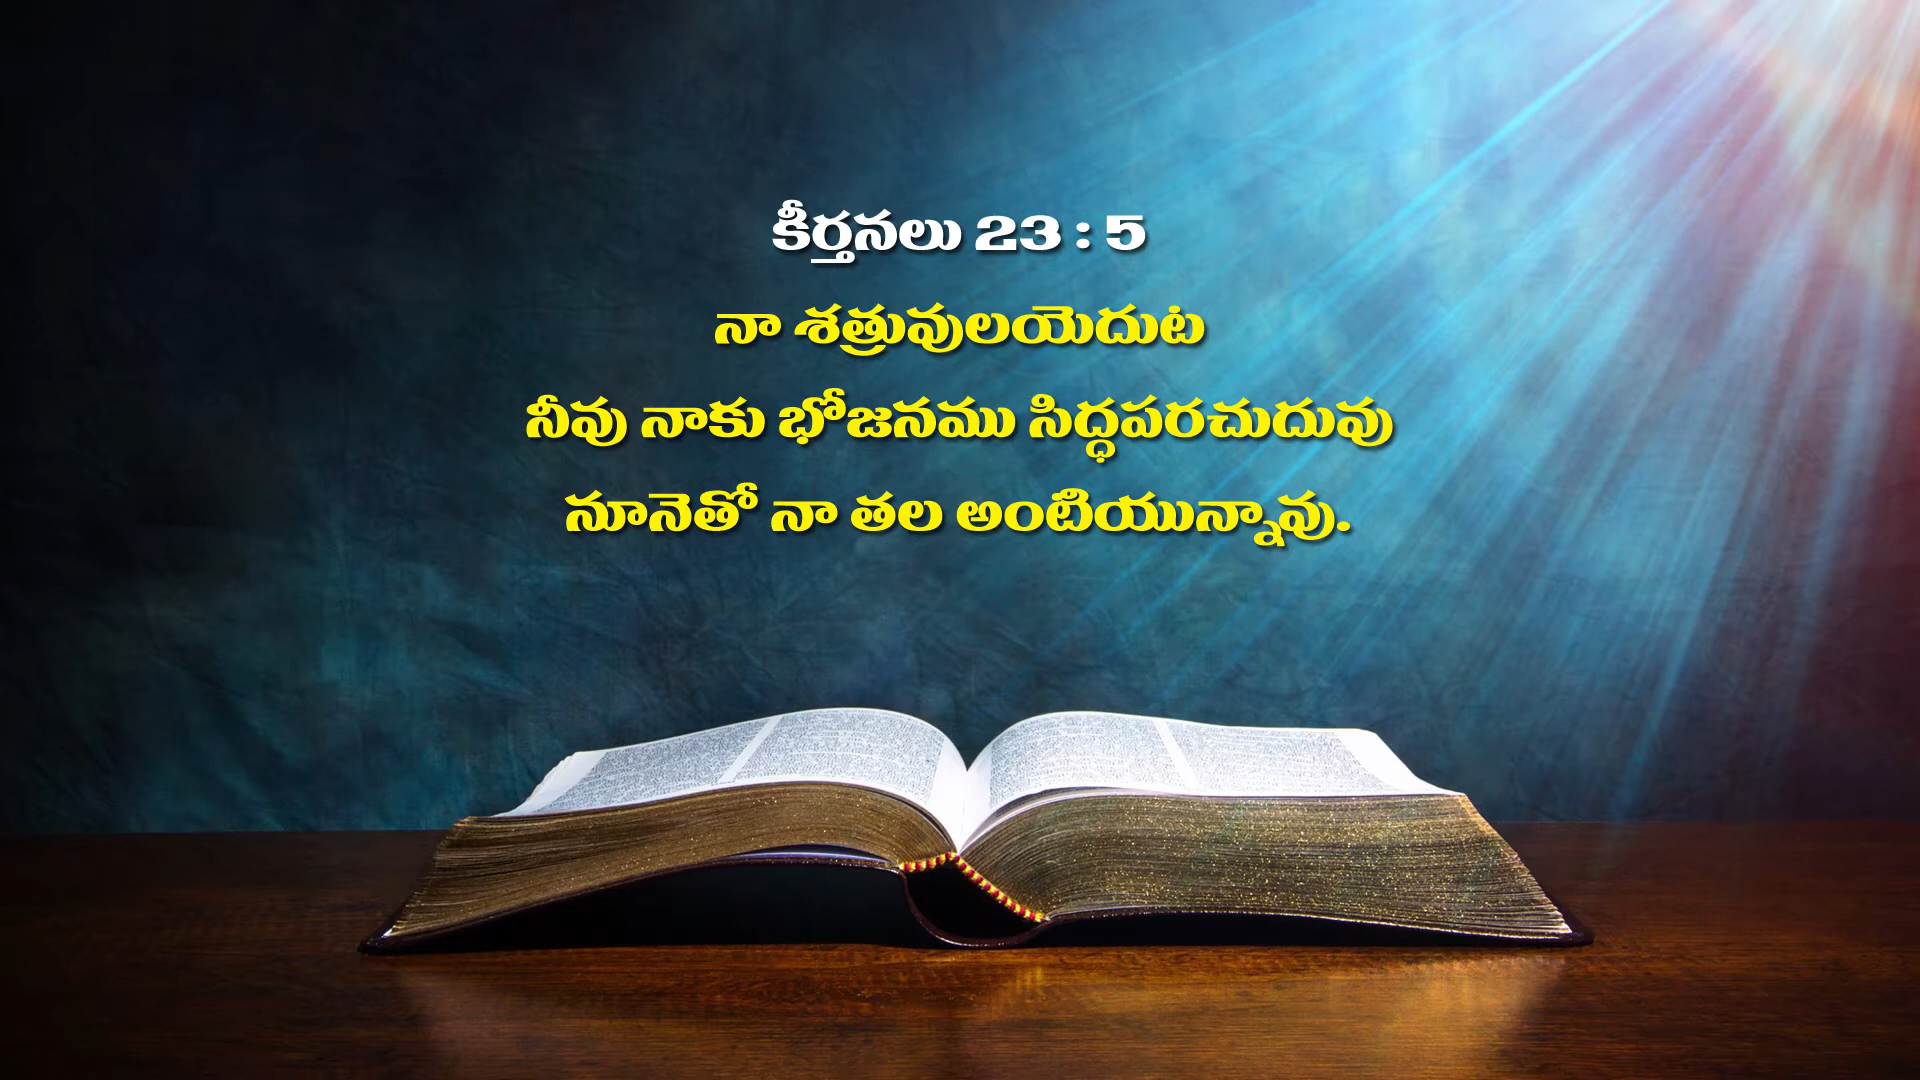 కీర్తనలు 23 : 5
నా శత్రువులయెదుట
నీవు నాకు భోజనము సిద్ధపరచుదువు
నూనెతో నా తల అంటియున్నావు.